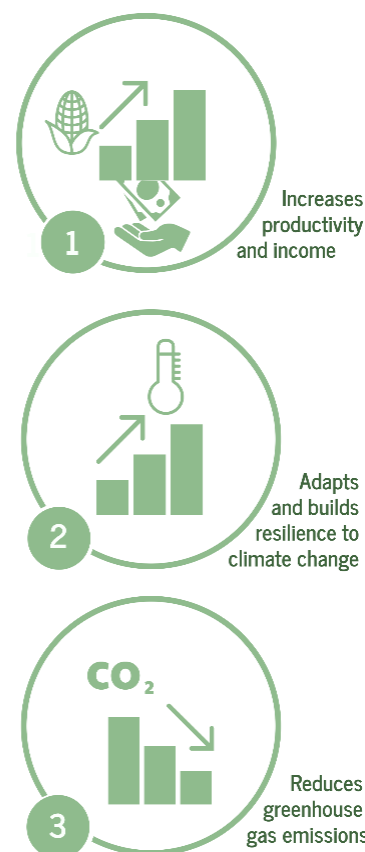 1
Increases
productivity
and income
2
Adapts
and builds
resilience to
climate change
CO₂
3
Reduces
greenhouse
gas emissions